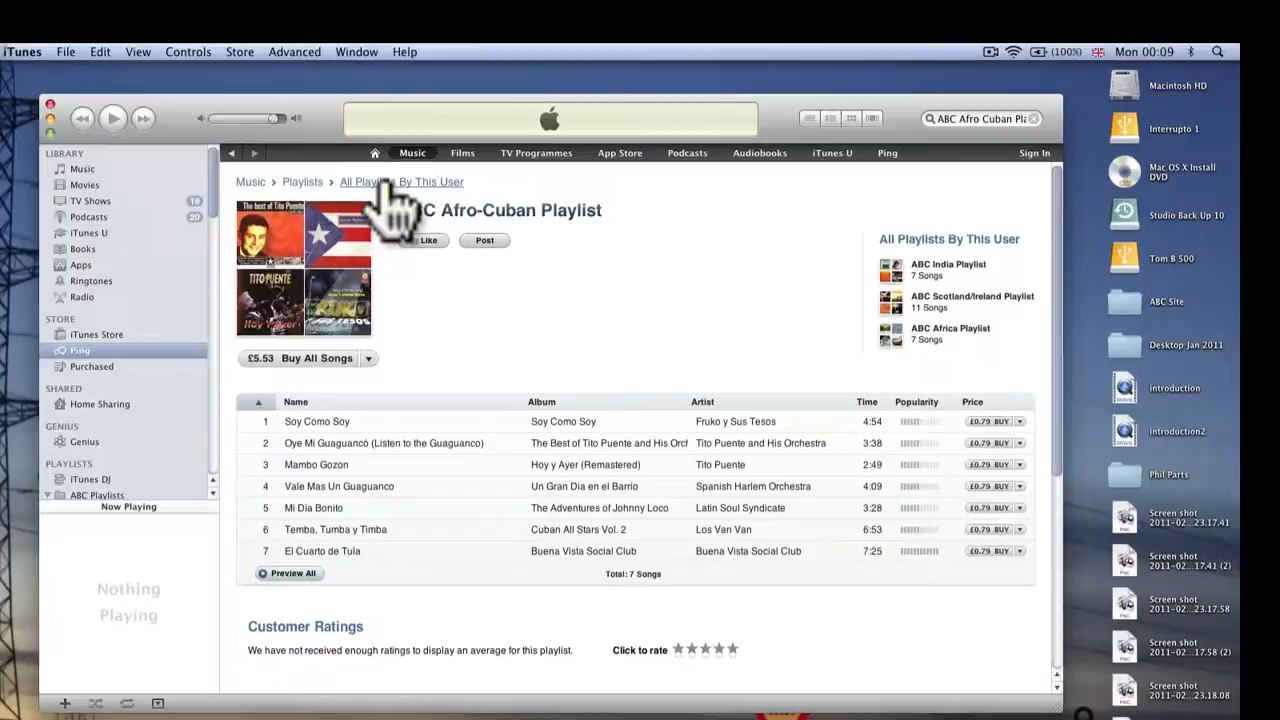 iTunes File Edit View Controls Store Advanced Window Help (100%) Mon 00:09
ABC Afro Cuban Pla
Music Films TV Programmes App Store Podcasts Audiobooks iTunes U Ping Sign In
LIBRARY
Music
Movies
TV Shows 19
Podcasts 20
iTunes U
Books
Apps
Ringtones
Radio
STORE
iTunes Store
Ping
Purchased
SHARED
Home Sharing
GENIUS
Genius
PLAYLISTS
iTunes DJ
ABC Playlists
Now Playing
Nothing
Playing
Music > Playlists > All Playlists By This User
The best of Tito Puente
TITO PUENTE
Afro-Cuban Playlist
Like Post
£5.53 Buy All Songs
All Playlists By This User
ABC India Playlist
7 Songs
ABC Scotland/Ireland Playlist
11 Songs
ABC Africa Playlist
7 Songs
Name Album Artist Time Popularity Price
1 Soy Como Soy Soy Como Soy Fruko y Sus Tesos 4:54 £0.79 BUY
2 Oye Mi Guaguancó (Listen to the Guaguanco) The Best of Tito Puente and His Orch Tito Puente and His Orchestra 3:38 £0.79 BUY
3 Mambo Gozon Hoy y Ayer (Remastered) Tito Puente 2:49 £0.79 BUY
4 Vale Mas Un Guaguanco Un Gran Dia en el Barrio Spanish Harlem Orchestra 4:09 £0.79 BUY
5 Mi Dia Bonito The Adventures of Johnny Loco Latin Soul Syndicate 3:28 £0.79 BUY
6 Temba, Tumba y Timba Cuban All Stars Vol. 2 Los Van Van 6:53 £0.79 BUY
7 El Cuarto de Tula Buena Vista Social Club Buena Vista Social Club 7:25 £0.79 BUY
Preview All Total: 7 Songs
Customer Ratings
We have not received enough ratings to display an average for this playlist. Click to rate
Macintosh HD
Interrupto 1
Mac OS X Install
DVD
Studio Back Up 10
Tom B 500
ABC Site
Desktop Jan 2011
introduction
introduction2
Phil Parts
Screen shot
2011-02...23.17.41
Screen shot
2011-02...17.41 (2)
Screen shot
2011-02...23.17.58
Screen shot
2011-02...17.58 (2)
Screen shot
2011-02...23.18.08